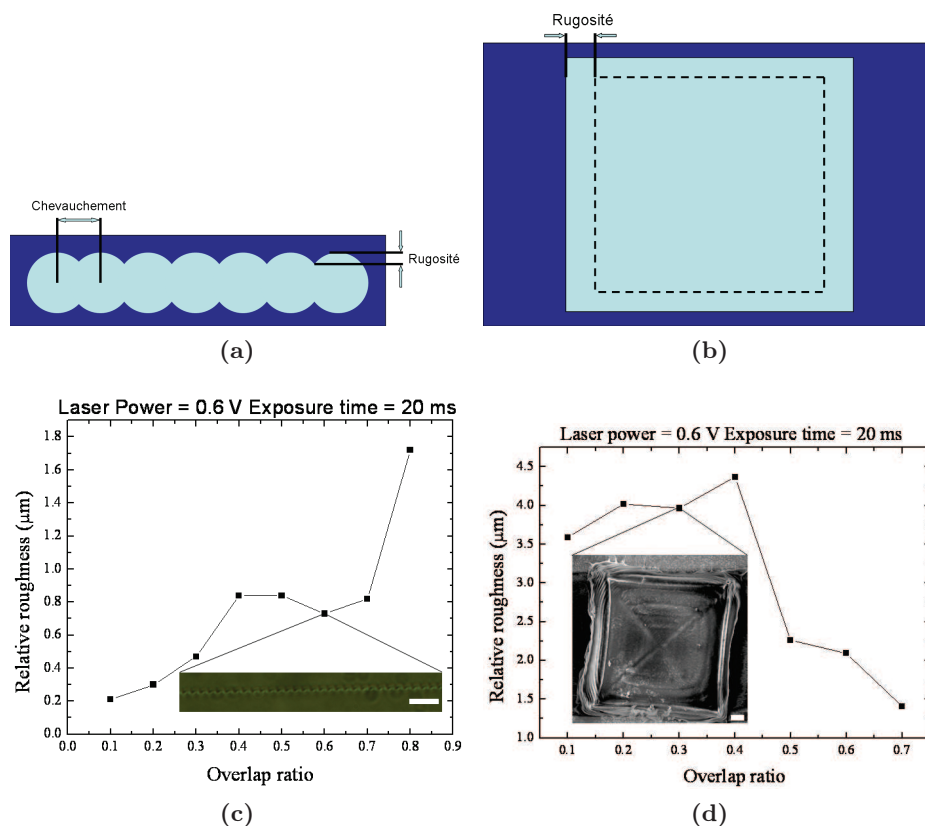 Rugosité
Chevauchement
Rugosité
(a)
(b)
Laser Power = 0.6 V Exposure time = 20 ms
Relative roughness (μm)
1.8
1.6
1.4
1.2
1.0
0.8
0.6
0.4
0.2
0.0
0.0 0.1 0.2 0.3 0.4 0.5 0.6 0.7 0.8 0.9
Overlap ratio
(c)
Laser power = 0.6 V Exposure time = 20 ms
Relative roughness (μm)
4.5
4.0
3.5
3.0
2.5
2.0
1.5
1.0
0.1 0.2 0.3 0.4 0.5 0.6 0.7
Overlap ratio
(d)